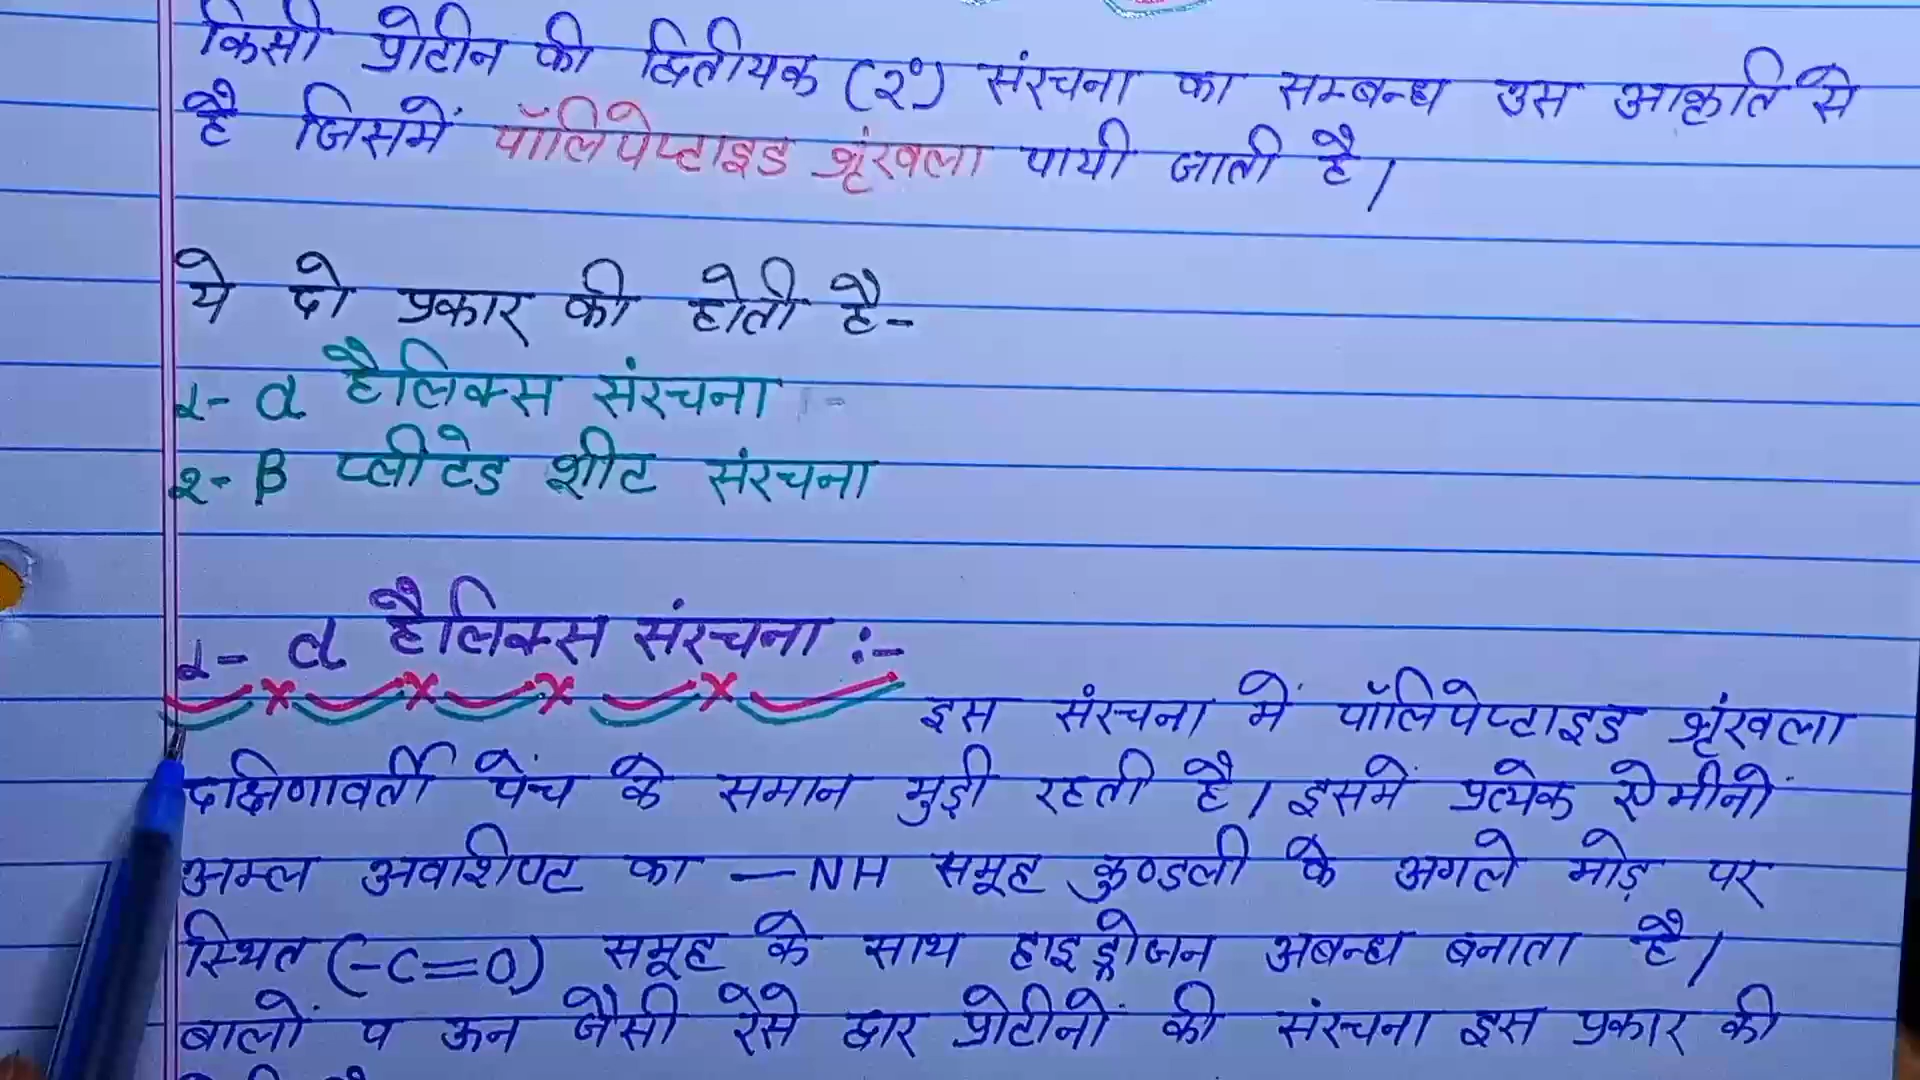 किसी प्रोटीन की द्वितीयक (२°) संरचना का सम्बन्ध उस आकृति से
है जिसमें पॉलिपेप्टाइड श्रृंखला पायी जाती है।
ये दो प्रकार की होती है-
1- α हैलिक्स संरचना
2- β प्लीटेड शीट संरचना
1- α हैलिक्स संरचना :-
इस संरचना में पॉलिपेप्टाइड श्रृंखला
दक्षिणावर्ती पेंच के समान मुड़ी रहती है। इसमें प्रत्येक ऐमीनों
अम्ल अवशिष्ट का —NH समूह कुण्डली के अगले मोड़ पर
स्थित (-C=O) समूह के साथ हाइड्रोजन अबन्ध बनाता है।
बालों प ऊन जैसी रेसे द्वार प्रोटीनों की संरचना इस प्रकार की